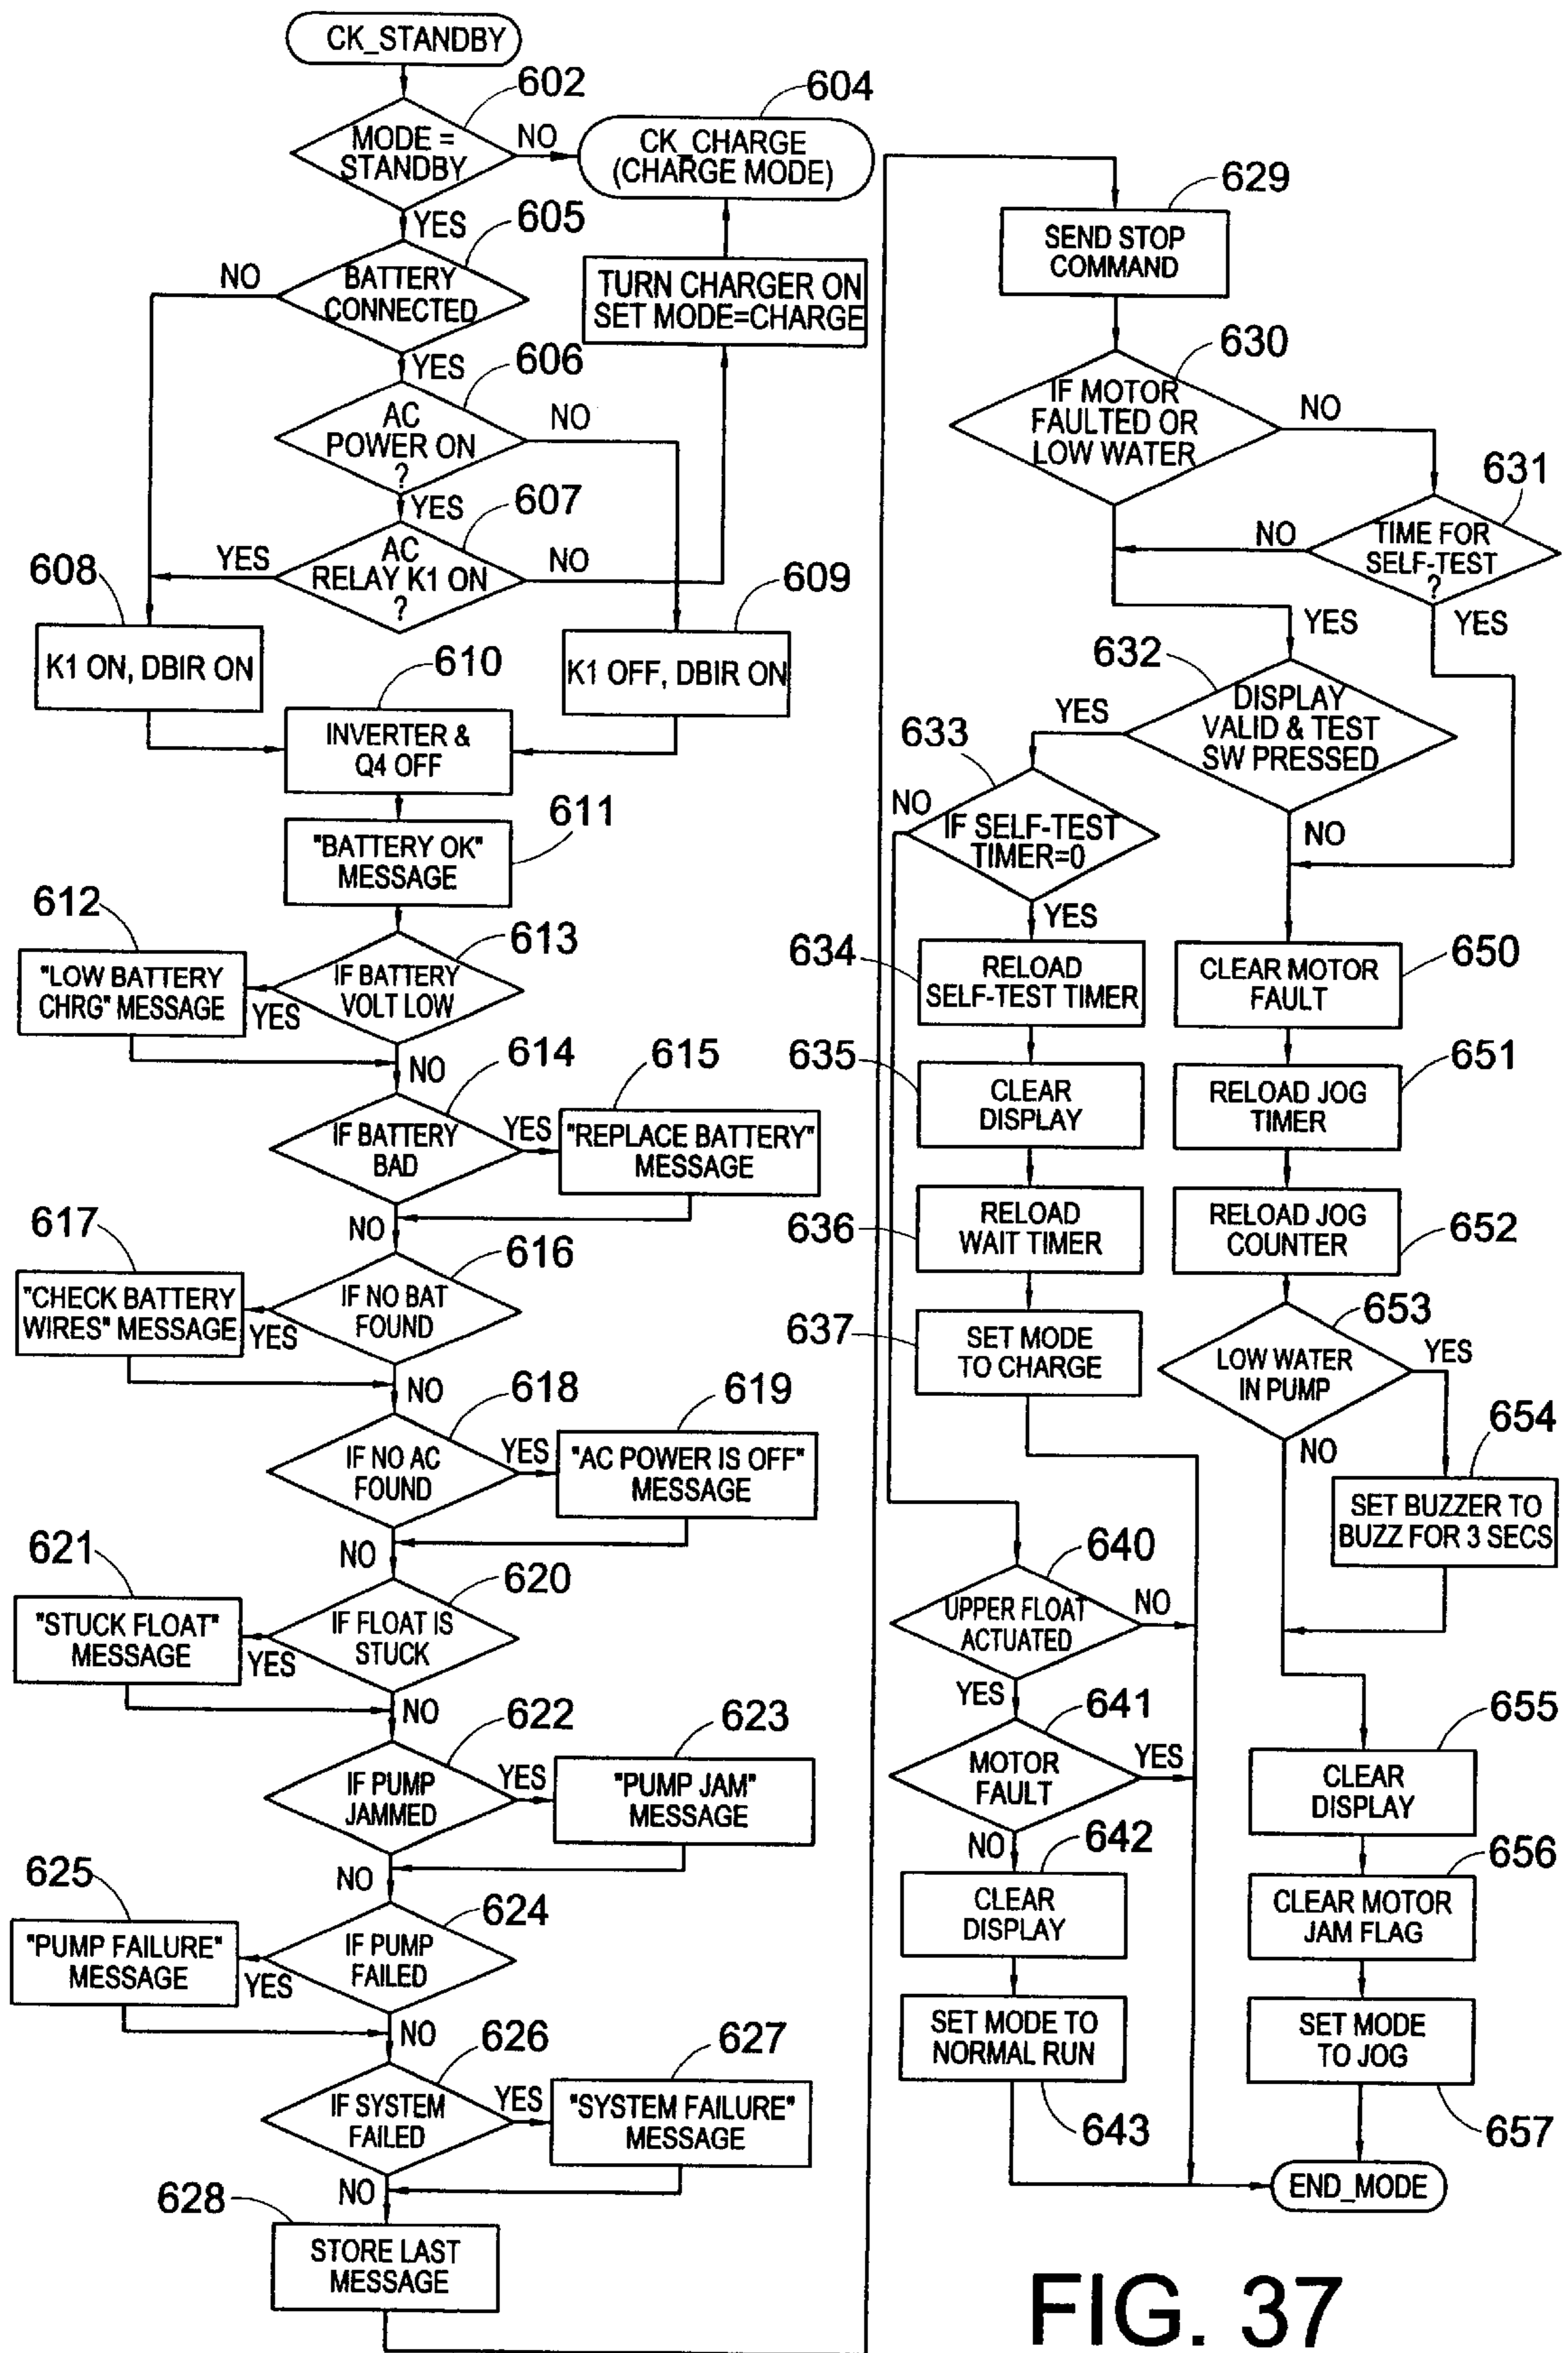 CK_STANDBY
602
MODE =
STANDBY
NO
604
CK_CHARGE
(CHARGE MODE)
YES
605
BATTERY
CONNECTED
NO
TURN CHARGER ON
SET MODE=CHARGE
YES
606
AC
POWER ON
?
NO
YES
607
AC
RELAY K1 ON
?
YES
NO
608
K1 ON, DBIR ON
609
K1 OFF, DBIR ON
610
INVERTER &
Q4 OFF
611
"BATTERY OK"
MESSAGE
612
"LOW BATTERY
CHRG" MESSAGE
613
IF BATTERY
VOLT LOW
YES
NO
614
IF BATTERY
BAD
YES
615
"REPLACE BATTERY"
MESSAGE
NO
616
IF NO BAT
FOUND
617
"CHECK BATTERY
WIRES" MESSAGE
YES
NO
618
IF NO AC
FOUND
YES
619
"AC POWER IS OFF"
MESSAGE
NO
620
IF FLOAT IS
STUCK
621
"STUCK FLOAT"
MESSAGE
YES
NO
622
IF PUMP
JAMMED
YES
623
"PUMP JAM"
MESSAGE
NO
624
IF PUMP
FAILED
625
"PUMP FAILURE"
MESSAGE
YES
NO
626
IF SYSTEM
FAILED
YES
627
"SYSTEM FAILURE"
MESSAGE
NO
628
STORE LAST
MESSAGE
629
SEND STOP
COMMAND
630
IF MOTOR
FAULTED OR
LOW WATER
NO
631
TIME FOR
SELF-TEST
?
NO
YES
YES
632
DISPLAY
VALID & TEST
SW PRESSED
YES
NO
633
IF SELF-TEST
TIMER=0
NO
YES
634
RELOAD
SELF-TEST TIMER
635
CLEAR
DISPLAY
636
RELOAD
WAIT TIMER
637
SET MODE
TO CHARGE
640
UPPER FLOAT
ACTUATED
NO
YES
641
MOTOR
FAULT
YES
NO
642
CLEAR
DISPLAY
SET MODE TO
NORMAL RUN
643
650
CLEAR MOTOR
FAULT
651
RELOAD JOG
TIMER
652
RELOAD JOG
COUNTER
653
LOW WATER
IN PUMP
YES
NO
654
SET BUZZER TO
BUZZ FOR 3 SECS
655
CLEAR
DISPLAY
656
CLEAR MOTOR
JAM FLAG
SET MODE
TO JOG
657
END_MODE
FIG. 37